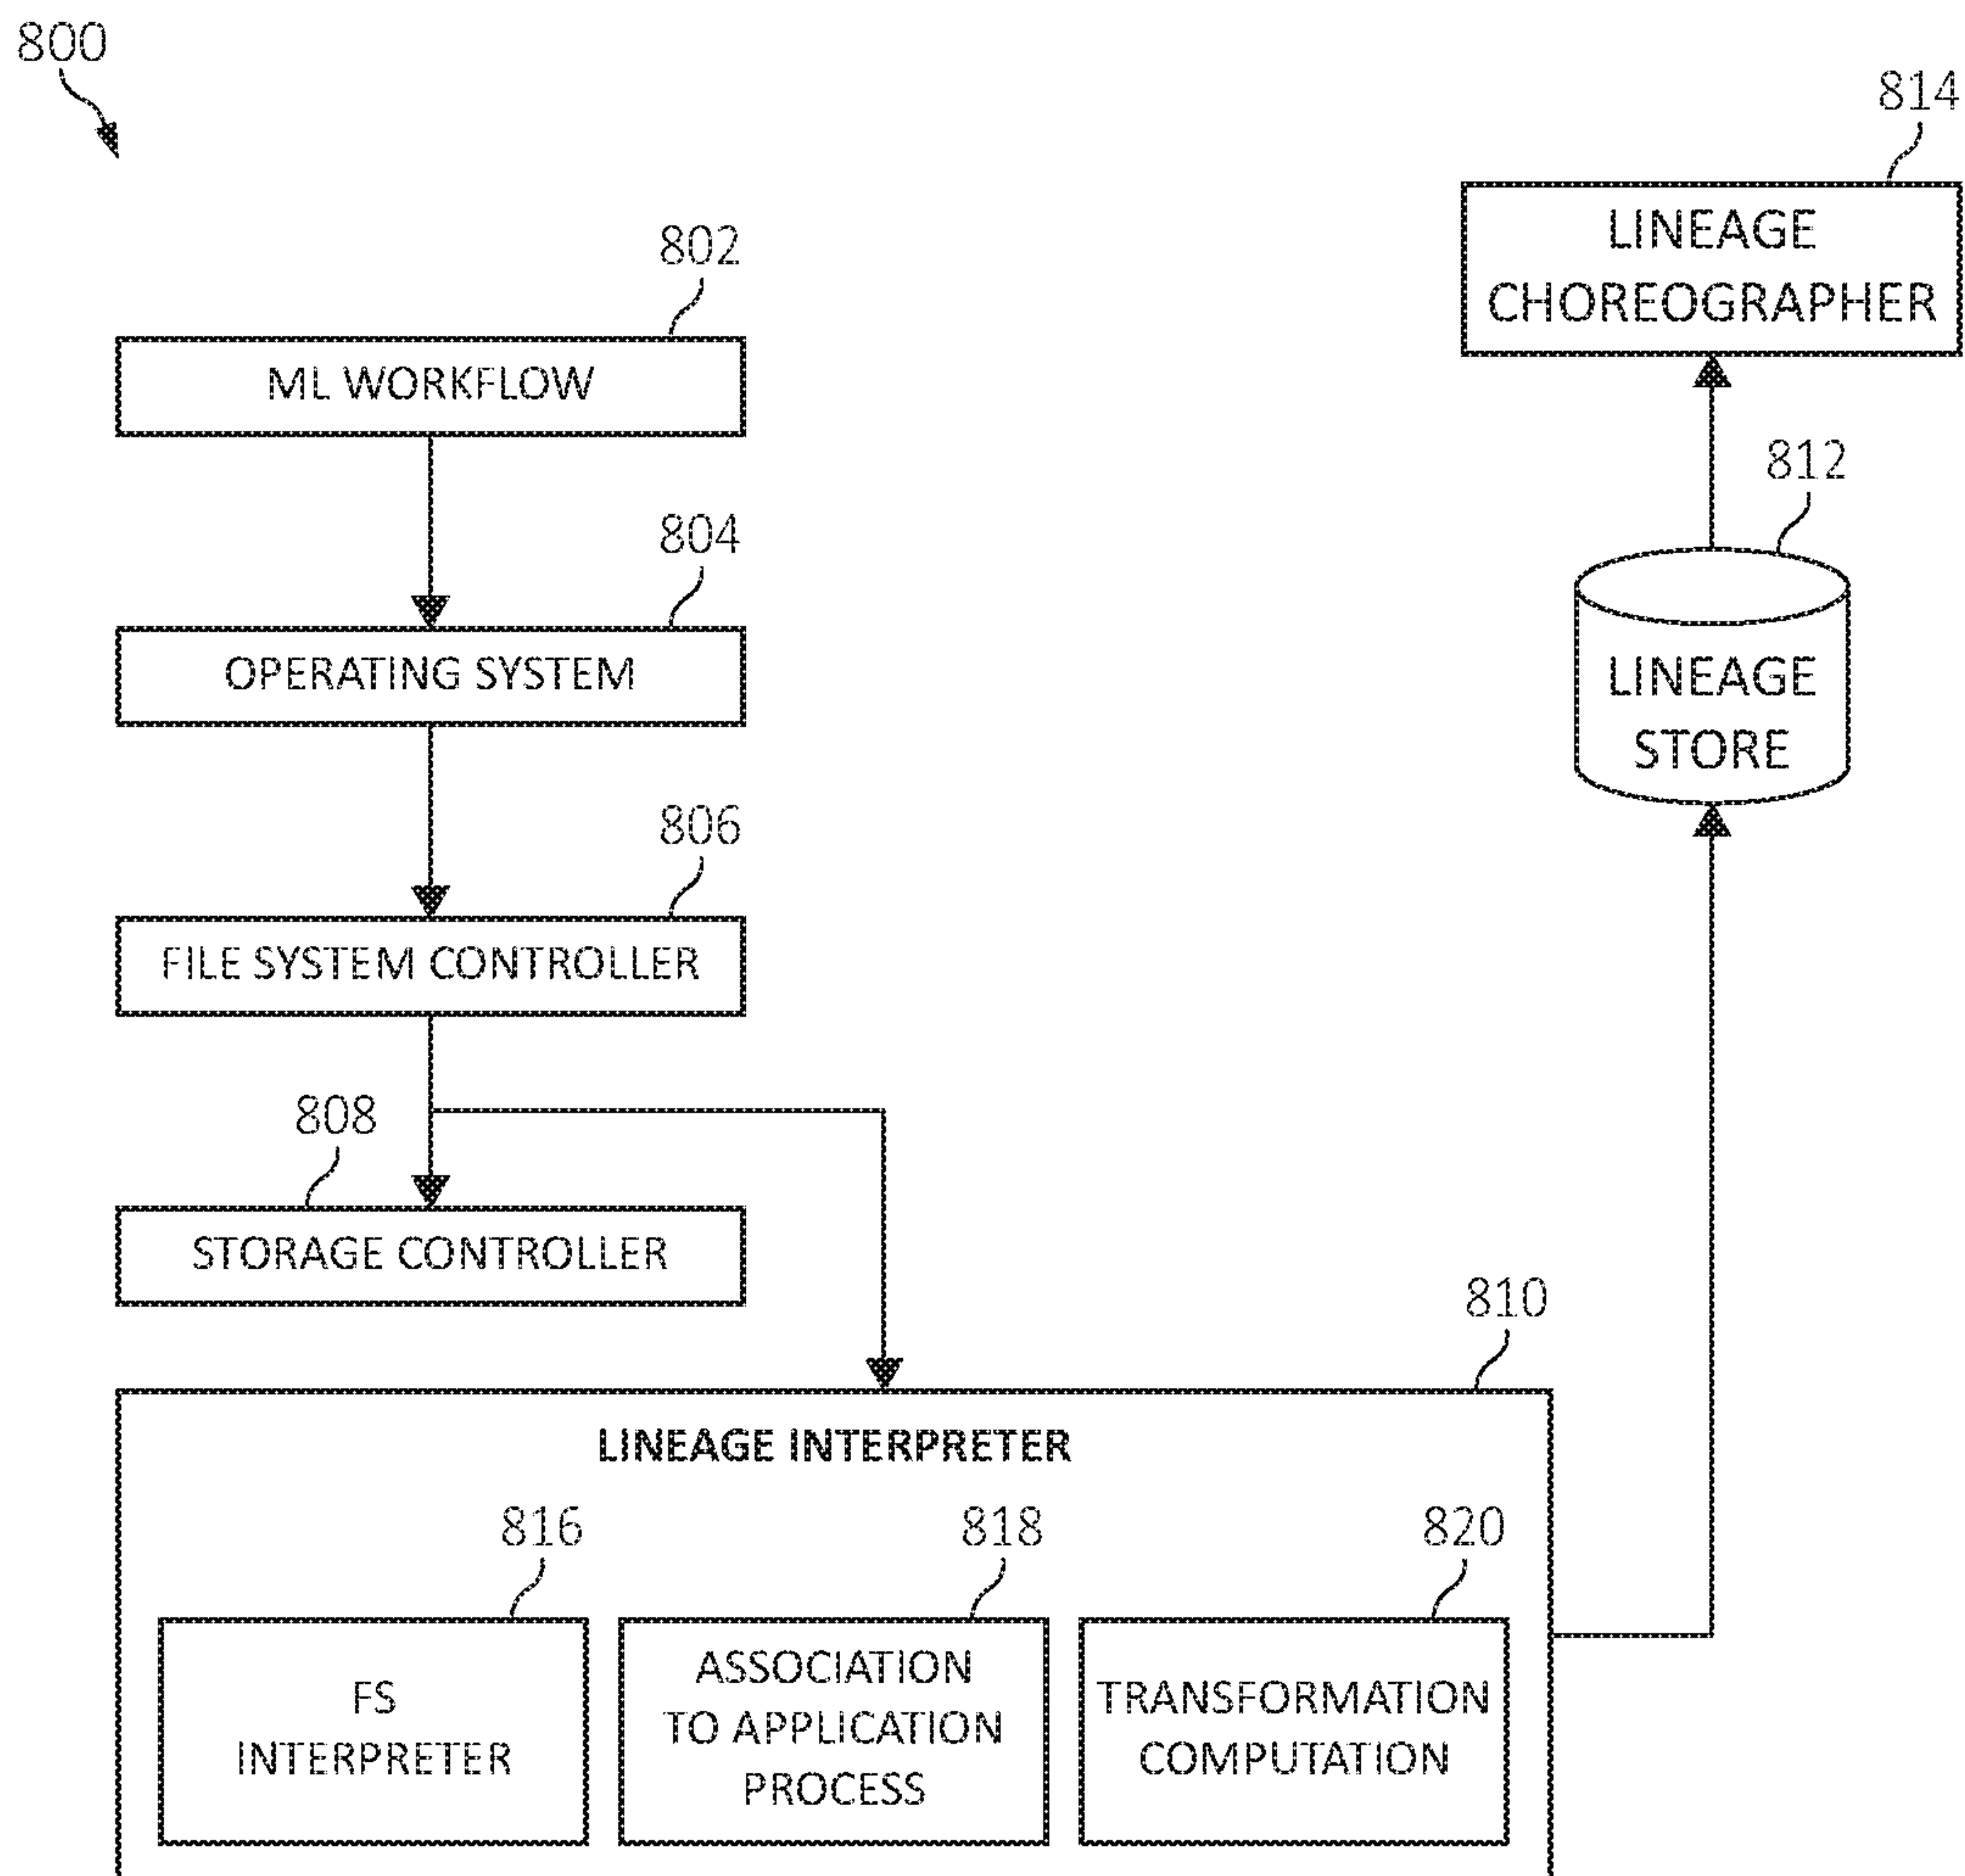 800
814
LINEAGE
CHOREOGRAPHER
802
ML WORKFLOW
812
LINEAGE
STORE
804
OPERATING SYSTEM
806
FILE SYSTEM CONTROLLER
808
STORAGE CONTROLLER
810
LINEAGE INTERPRETER
816
FS
INTERPRETER
818
ASSOCIATION
TO APPLICATION
PROCESS
820
TRANSFORMATION
COMPUTATION